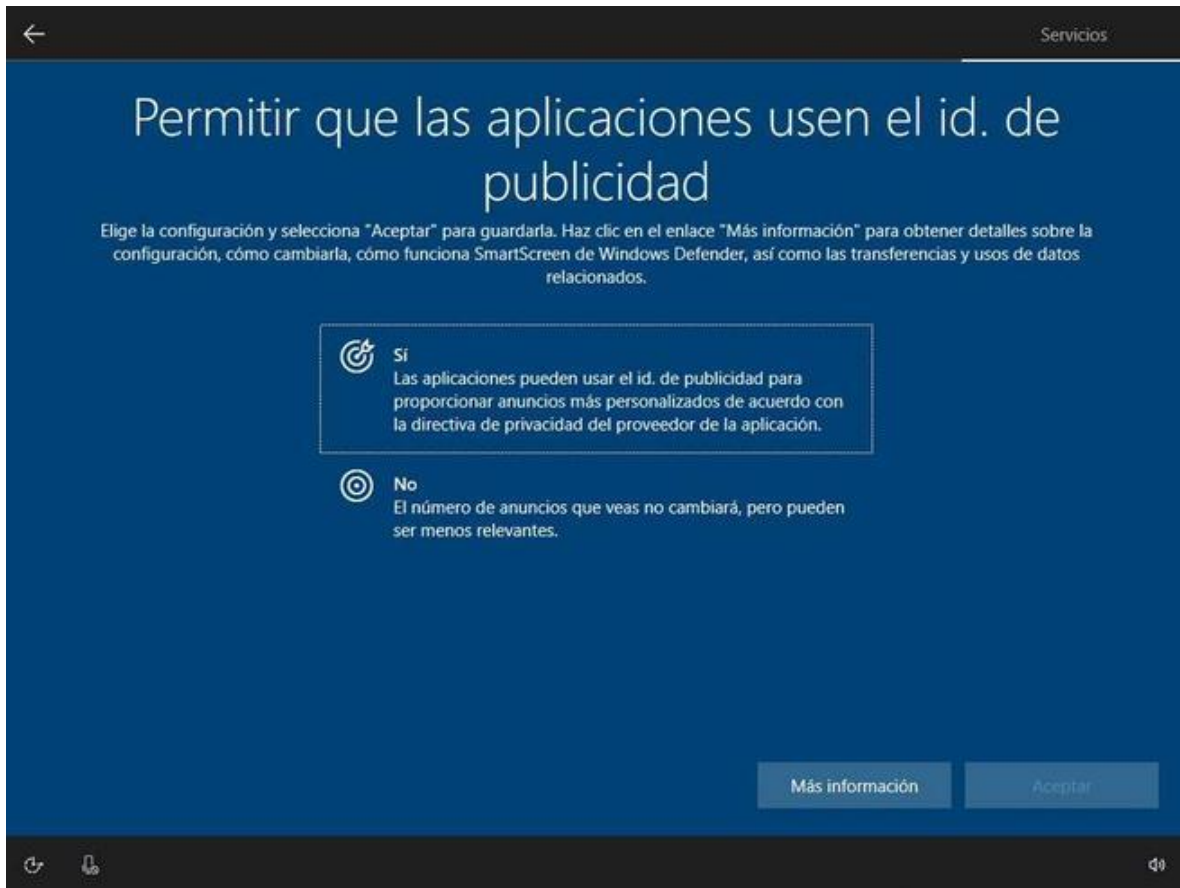 Servicios
Permitir que las aplicaciones usen el id. de
publicidad
Elige la configuración y selecciona "Aceptar" para guardarla. Haz clic en el enlace "Más información" para obtener detalles sobre la
configuración, cómo cambiarla, cómo funciona SmartScreen de Windows Defender, así como las transferencias y usos de datos
relacionados.
Sí
Las aplicaciones pueden usar el id. de publicidad para
proporcionar anuncios más personalizados de acuerdo con
la directiva de privacidad del proveedor de la aplicación.
No
El número de anuncios que veas no cambiará, pero pueden
ser menos relevantes.
Más información
Aceptar